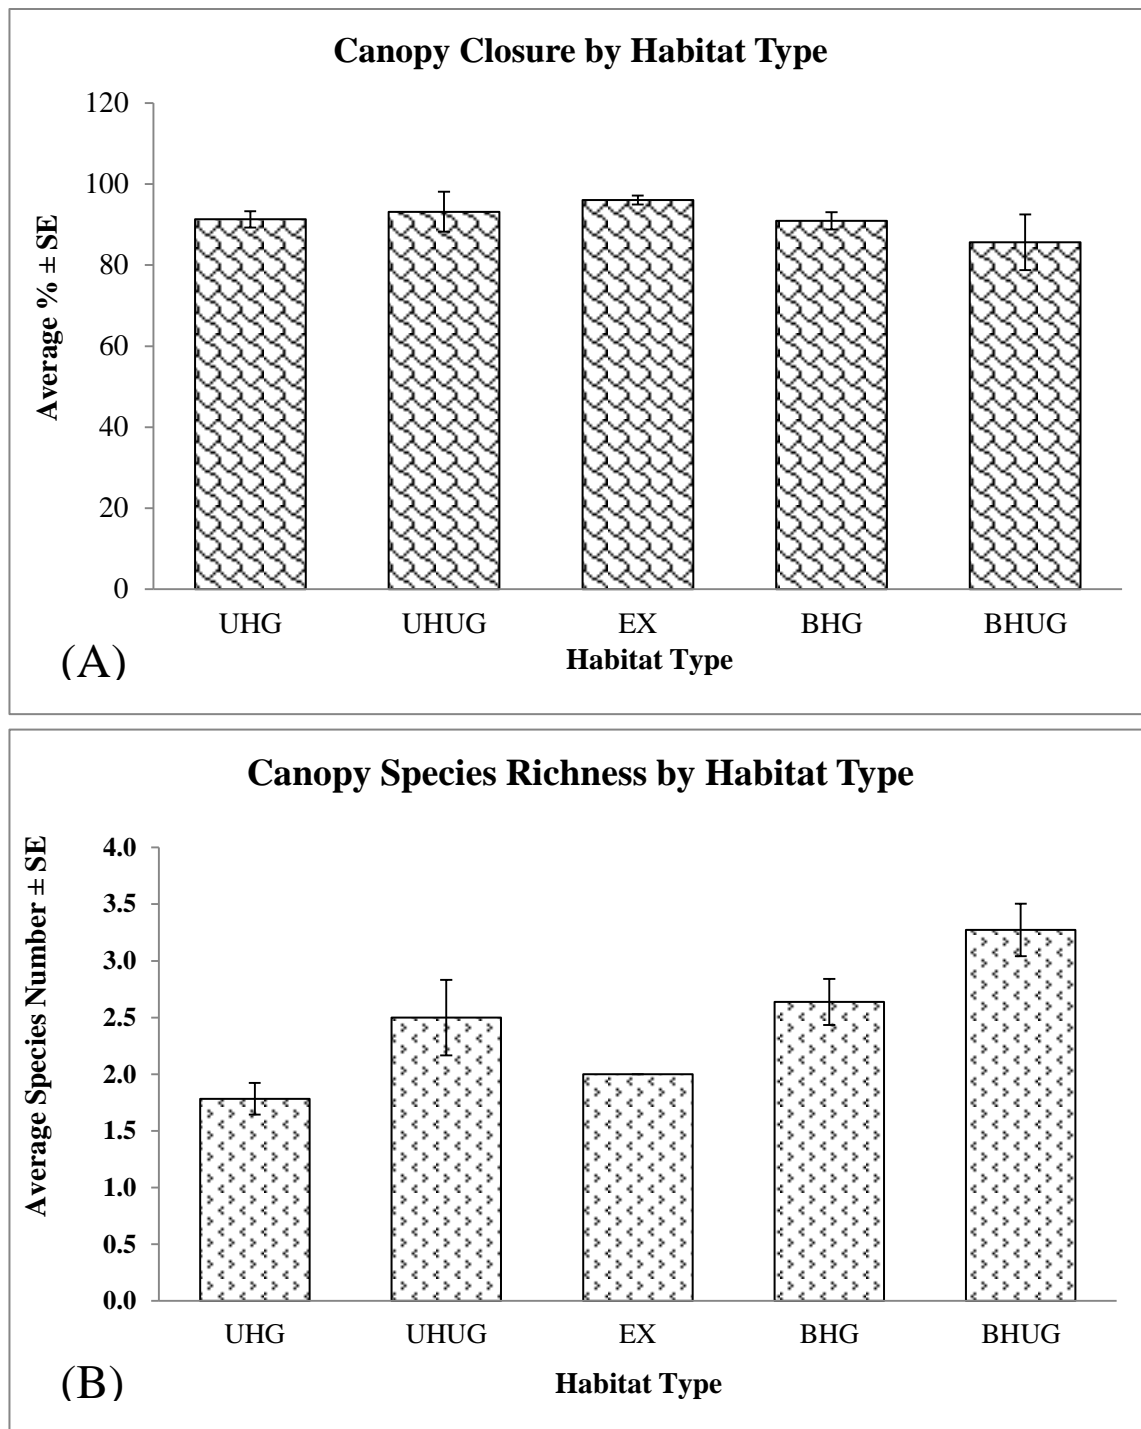 Canopy Closure by Habitat Type
Average % ± SE
120
100
80
60
40
20
0
UHG UHUG EX BHG BHUG
Habitat Type
(A)
Canopy Species Richness by Habitat Type
Average Species Number ± SE
4.0
3.5
3.0
2.5
2.0
1.5
1.0
0.5
0.0
UHG UHUG EX BHG BHUG
Habitat Type
(B)